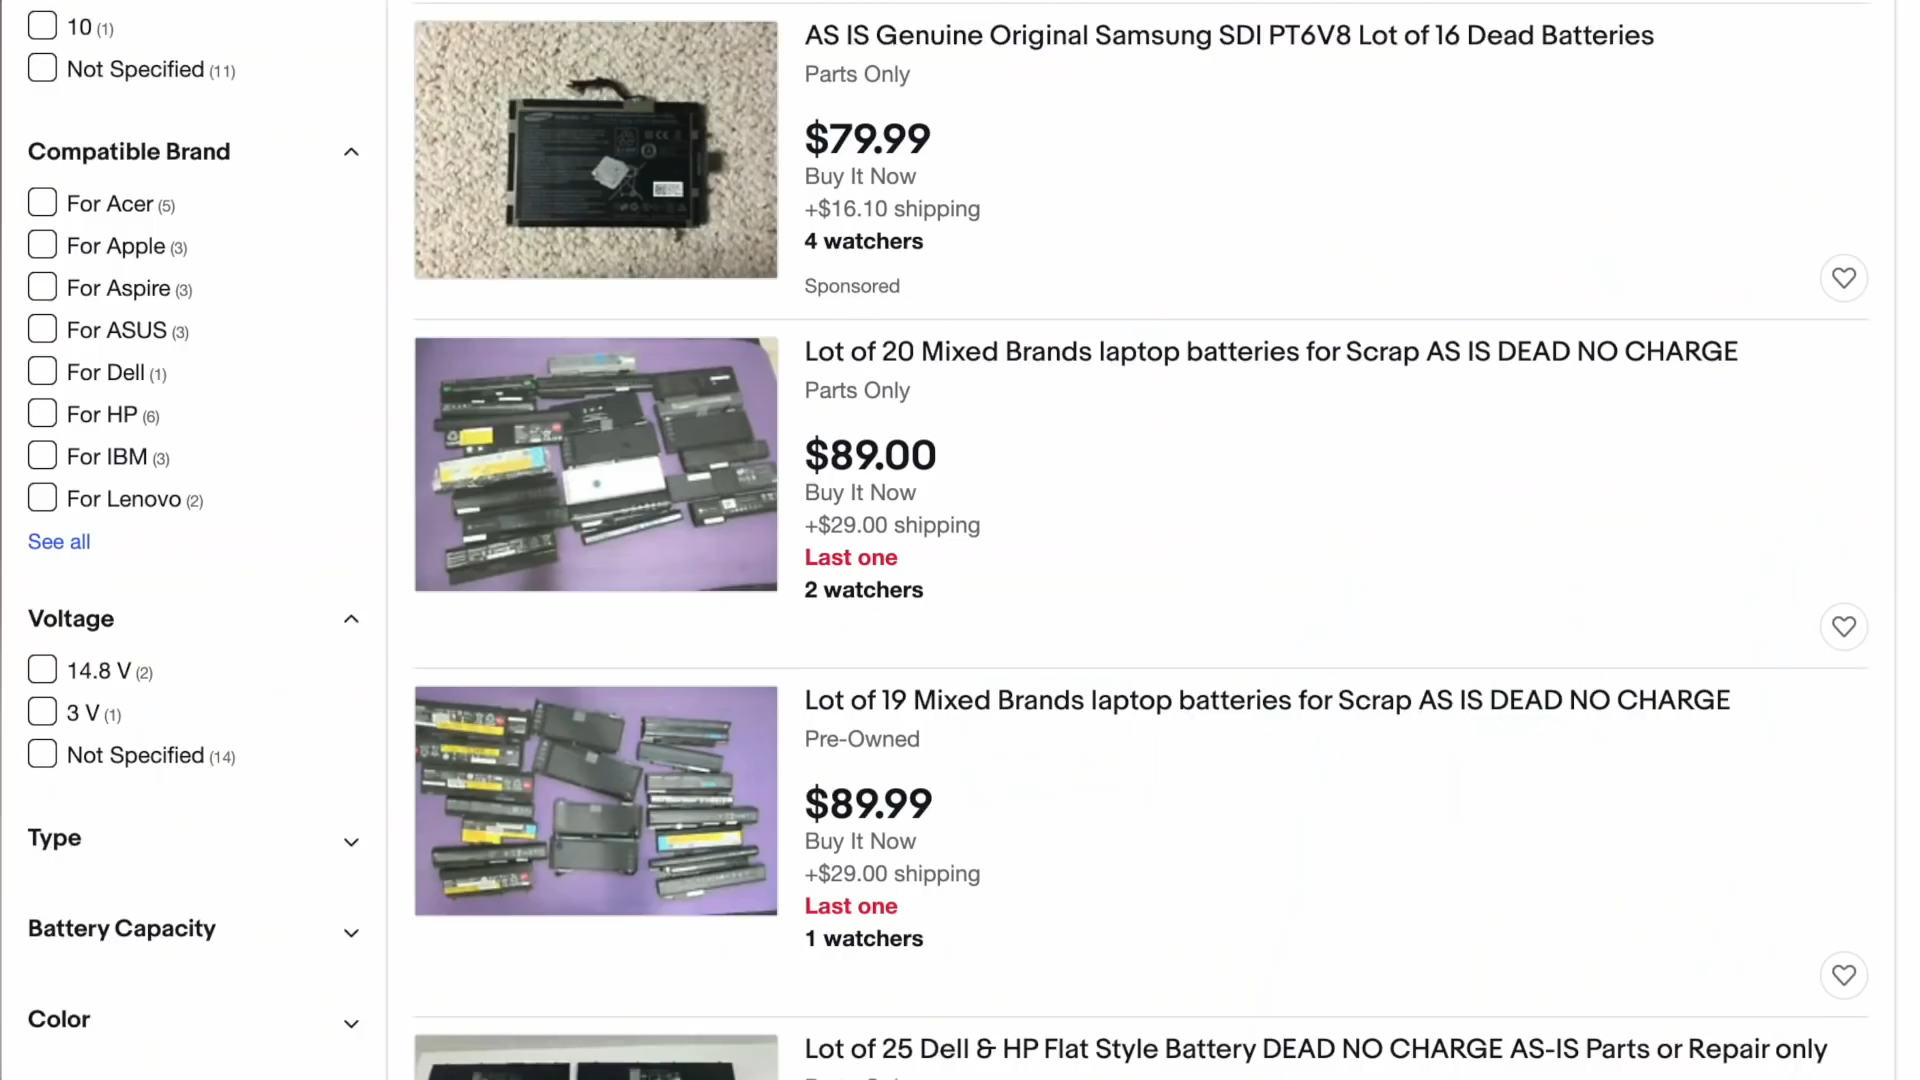 10 (1)
Not Specified (11)
Compatible Brand
For Acer (5)
For Apple (3)
For Aspire (3)
For ASUS (3)
For Dell (1)
For HP (6)
For IBM (3)
For Lenovo (2)
See all
Voltage
14.8 V (2)
3 V (1)
Not Specified (14)
Type
Battery Capacity
Color
AS IS Genuine Original Samsung SDI PT6V8 Lot of 16 Dead Batteries
Parts Only
$79.99
Buy It Now
+$16.10 shipping
4 watchers
Sponsored
Lot of 20 Mixed Brands laptop batteries for Scrap AS IS DEAD NO CHARGE
Parts Only
$89.00
Buy It Now
+$29.00 shipping
Last one
2 watchers
Lot of 19 Mixed Brands laptop batteries for Scrap AS IS DEAD NO CHARGE
Pre-Owned
$89.99
Buy It Now
+$29.00 shipping
Last one
1 watchers
Lot of 25 Dell & HP Flat Style Battery DEAD NO CHARGE AS-IS Parts or Repair only